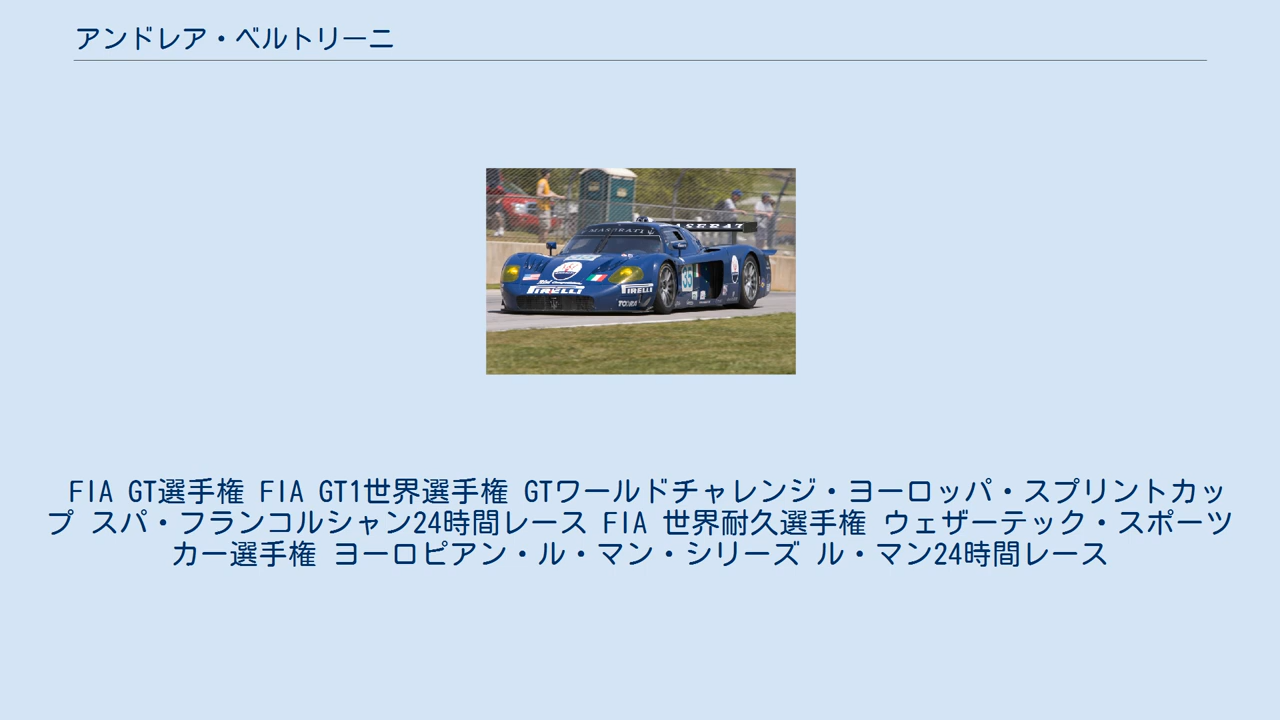 アンドレア・ベルトリーニ
MASERATI
MASERATI
35
PIRELLI
PIRELLI
TODA
FIA GT選手権 FIA GT1世界選手権 GTワールドチャレンジ・ヨーロッパ・スプリントカッ
プ スパ・フランコルシャン24時間レース FIA 世界耐久選手権 ウェザーテック・スポーツ
カー選手権 ヨーロピアン・ル・マン・シリーズ ル・マン24時間レース